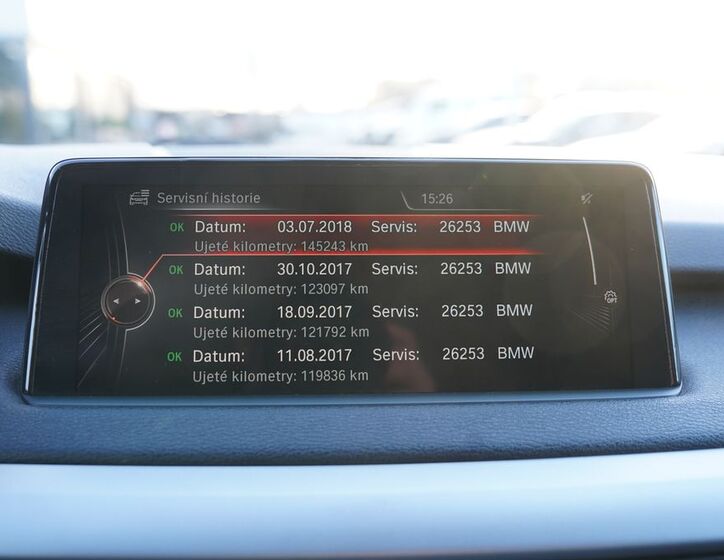 Servisní historie 15:26
OK Datum: 03.07.2018 Servis: 26253 BMW
Ujeté kilometry: 145243 km
OK Datum: 30.10.2017 Servis: 26253 BMW
Ujeté kilometry: 123097 km
OK Datum: 18.09.2017 Servis: 26253 BMW
Ujeté kilometry: 121792 km
OK Datum: 11.08.2017 Servis: 26253 BMW
Ujeté kilometry: 119836 km
OPT